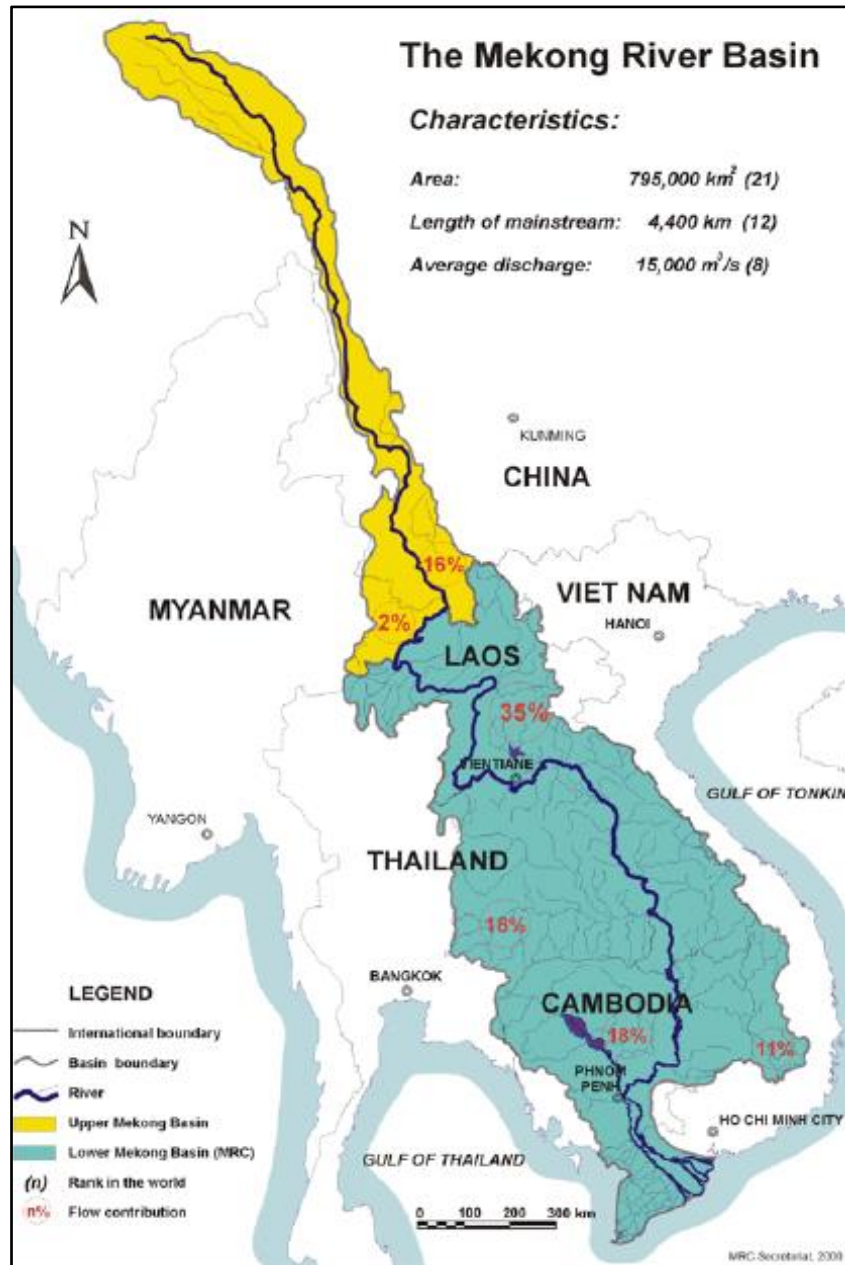 The Mekong River Basin
Characteristics:
Area: 795,000 km² (21)
Length of mainstream: 4,400 km (12)
Average discharge: 15,000 m³/s (8)
N
KUNMING
CHINA
16%
VIET NAM
MYANMAR
2%
HANOI
LAOS
35%
VIENTIANE
GULF OF TONKIN
YANGON
THAILAND
18%
BANGKOK
CAMBODIA
18%
11%
PHNOM
PENH
HO CHI MINH CITY
GULF OF THAILAND
LEGEND
International boundary
Basin boundary
River
Upper Mekong Basin
Lower Mekong Basin (MRC)
(n) Rank in the world
n% Flow contribution
0 100 200 300 km
MRC Secretariat, 2000